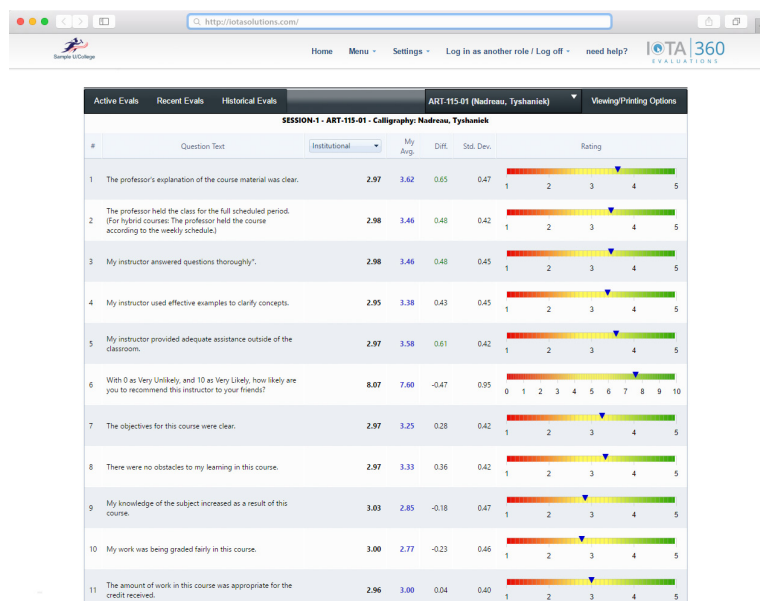 http://iotasolutions.com/
Sample U/College
Home Menu Settings Log in as another role / Log off need help?
IOTA 360
EVALUATIONS
Active Evals Recent Evals Historical Evals ART-115-01 (Nadreau, Tyshaniek) Viewing/Printing Options
SESSION-1 - ART-115-01 - Calligraphy: Nadreau, Tyshaniek
# Question Text Institutional My Avg. Diff. Std. Dev. Rating
1 The professor's explanation of the course material was clear. 2.97 3.62 0.65 0.47
1 2 3 4 5
The professor held the class for the full scheduled period.
2 (For hybrid courses: The professor held the course 2.98 3.46 0.48 0.42
according to the weekly schedule.)
1 2 3 4 5
3 My instructor answered questions thoroughly". 2.98 3.46 0.48 0.45
1 2 3 4 5
4 My instructor used effective examples to clarify concepts. 2.95 3.38 0.43 0.45
1 2 3 4 5
My instructor provided adequate assistance outside of the
5 classroom. 2.97 3.58 0.61 0.42
1 2 3 4 5
With 0 as Very Unlikely, and 10 as Very Likely, how likely are
6 you to recommend this instructor to your friends? 8.07 7.60 -0.47 0.95
0 1 2 3 4 5 6 7 8 9 10
7 The objectives for this course were clear. 2.97 3.25 0.28 0.42
1 2 3 4 5
8 There were no obstacles to my learning in this course. 2.97 3.33 0.36 0.42
1 2 3 4 5
My knowledge of the subject increased as a result of this
9 course. 3.03 2.85 -0.18 0.47
1 2 3 4 5
10 My work was being graded fairly in this course. 3.00 2.77 -0.23 0.46
1 2 3 4 5
The amount of work in this course was appropriate for the
11 credit received. 2.96 3.00 0.04 0.40
1 2 3 4 5